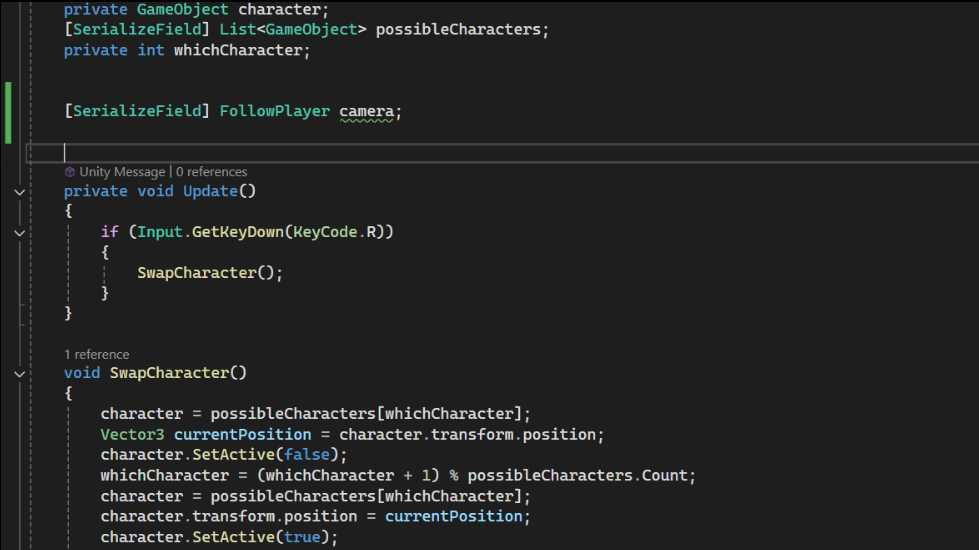 private GameObject character;
[SerializeField] List<GameObject> possibleCharacters;
private int whichCharacter;
[SerializeField] FollowPlayer camera;
Unity Message | 0 references
private void Update()
{
if (Input.GetKeyDown(KeyCode.R))
{
SwapCharacter();
}
}
1 reference
void SwapCharacter()
{
character = possibleCharacters[whichCharacter];
Vector3 currentPosition = character.transform.position;
character.SetActive(false);
whichCharacter = (whichCharacter + 1) % possibleCharacters.Count;
character = possibleCharacters[whichCharacter];
character.transform.position = currentPosition;
character.SetActive(true);